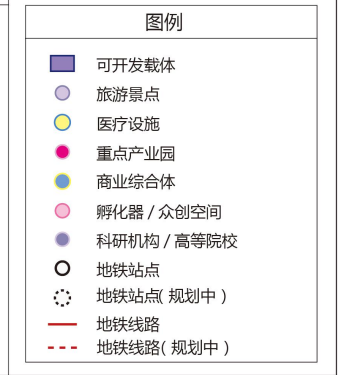 图例
可开发载体
旅游景点
医疗设施
重点产业园
商业综合体
孵化器 / 众创空间
科研机构 / 高等院校
地铁站点
地铁站点( 规划中 )
地铁线路
地铁线路( 规划中 )